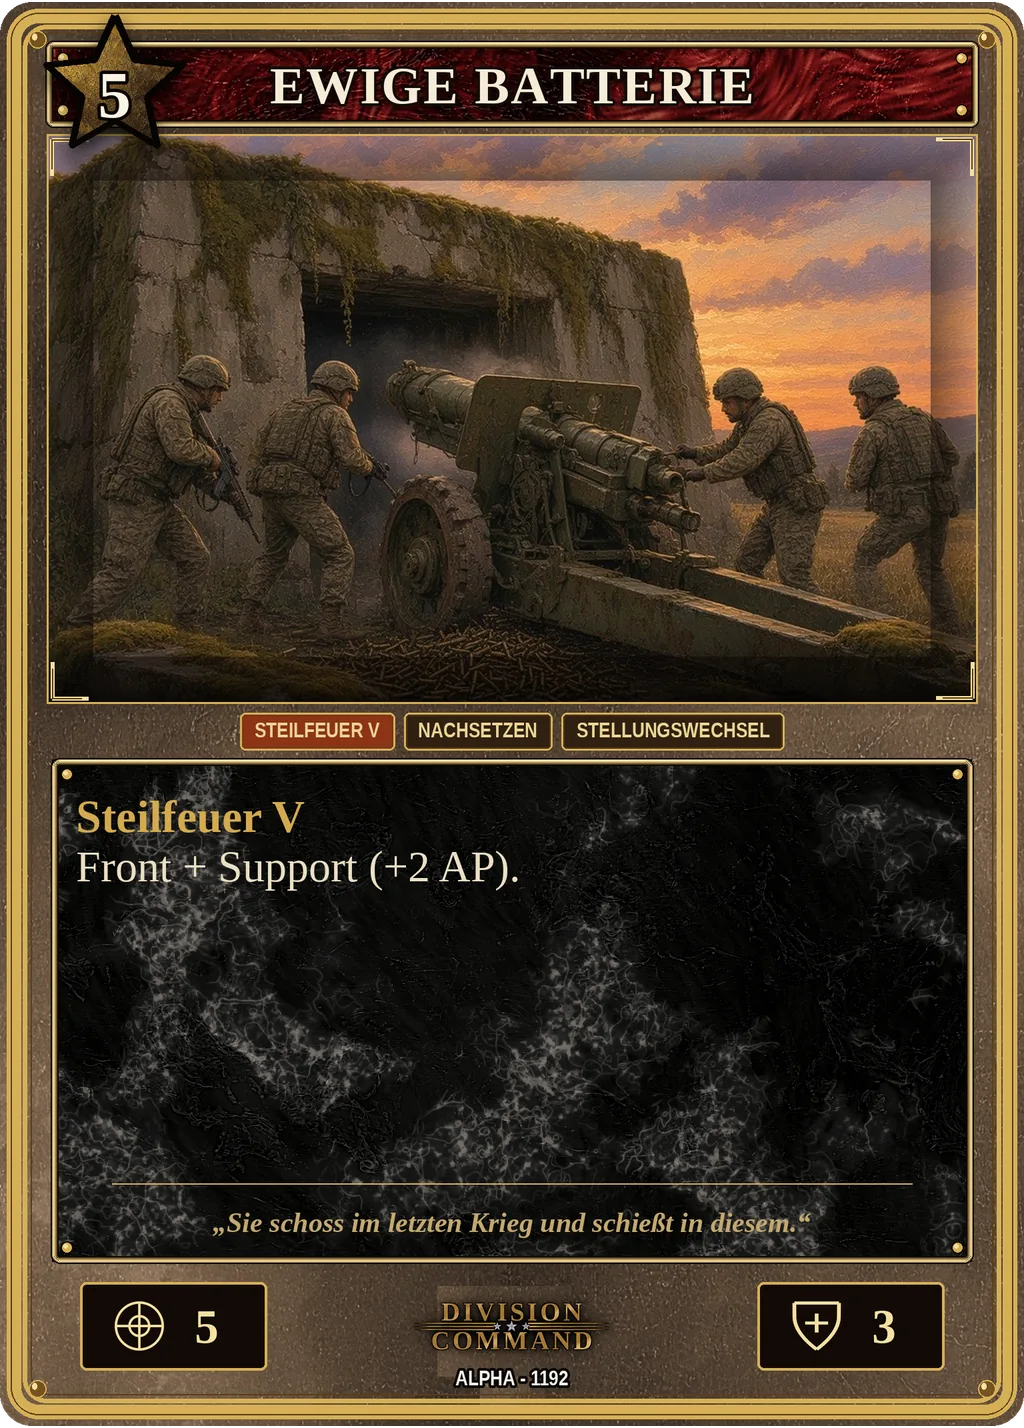 5
EWIGE BATTERIE
STEILFEUER V
NACHSETZEN
STELLUNGSWECHSEL
Steilfeuer V
Front + Support (+2 AP).
„Sie schoss im letzten Krieg und schießt in diesem.“
5
DIVISION
COMMAND
3
ALPHA - 1192